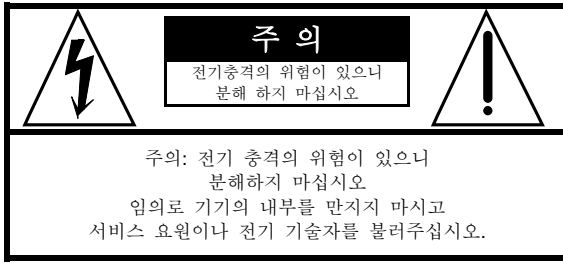 주 의
전기충격의 위험이 있으니
분해 하지 마십시오
주의: 전기 충격의 위험이 있으니
분해하지 마십시오
임의로 기기의 내부를 만지지 마시고
서비스 요원이나 전기 기술자를 불러주십시오.